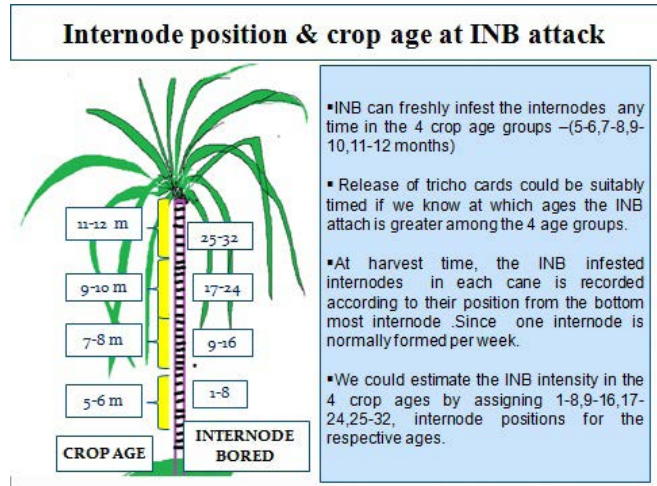 Internode position & crop age at INB attack
11-12 m
25-32
9-10 m
17-24
7-8 m
9-16
5-6 m
1-8
CROP AGE
INTERNODE
BORED
▪INB can freshly infest the internodes any
time in the 4 crop age groups –(5-6,7-8,9-
10,11-12 months)
▪ Release of tricho cards could be suitably
timed if we know at which ages the INB
attach is greater among the 4 age groups.
▪At harvest time, the INB infested
internodes in each cane is recorded
according to their position from the bottom
most internode .Since one internode is
normally formed per week.
▪We could estimate the INB intensity in the
4 crop ages by assigning 1-8,9-16,17-
24,25-32, internode positions for the
respective ages.